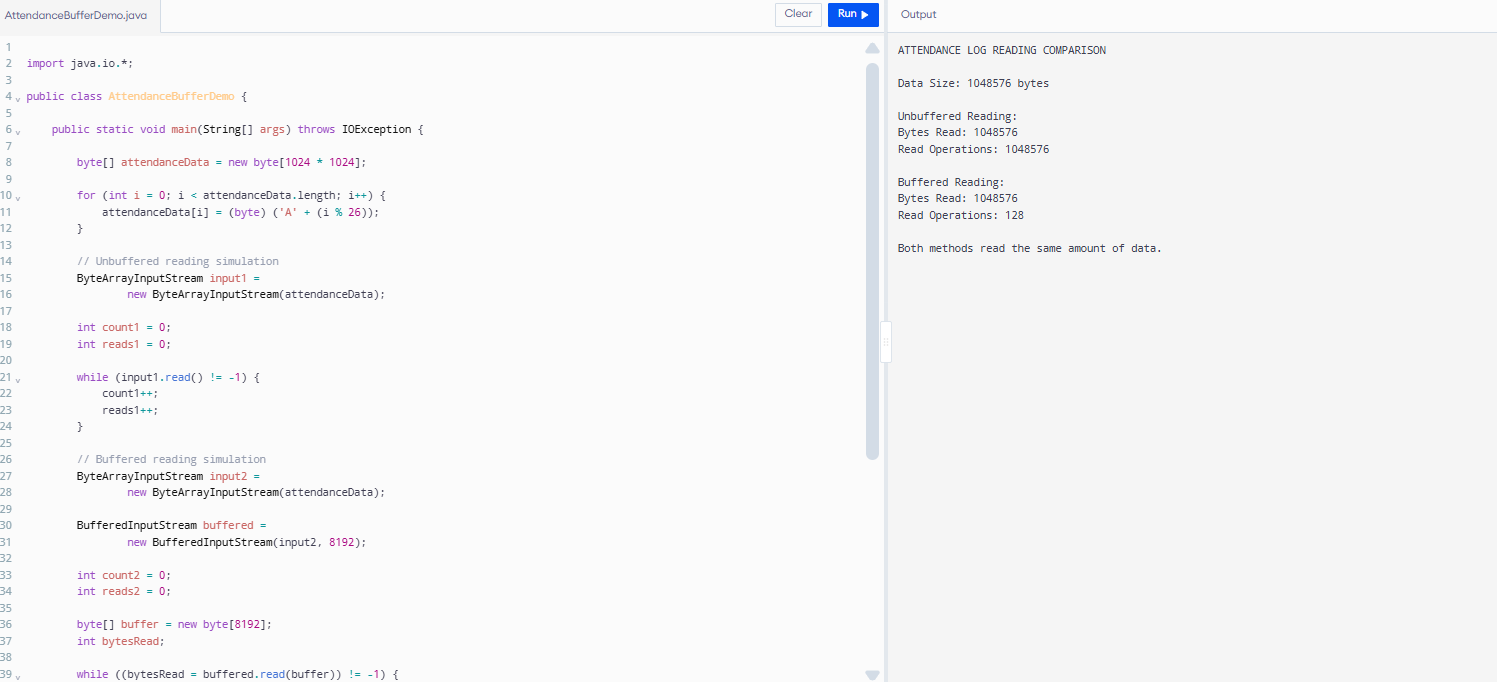 AttendanceBufferDemo.java
Clear
Run
Output
1
2 import java.io.*;
3
4 public class AttendanceBufferDemo {
5
6     public static void main(String[] args) throws IOException {
7
8         byte[] attendanceData = new byte[1024 * 1024];
9
10         for (int i = 0; i < attendanceData.length; i++) {
11             attendanceData[i] = (byte) ('A' + (i % 26));
12         }
13
14         // Unbuffered reading simulation
15         ByteArrayInputStream input1 =
16                 new ByteArrayInputStream(attendanceData);
17
18         int count1 = 0;
19         int reads1 = 0;
20
21         while (input1.read() != -1) {
22             count1++;
23             reads1++;
24         }
25
26         // Buffered reading simulation
27         ByteArrayInputStream input2 =
28                 new ByteArrayInputStream(attendanceData);
29
30         BufferedInputStream buffered =
31                 new BufferedInputStream(input2, 8192);
32
33         int count2 = 0;
34         int reads2 = 0;
35
36         byte[] buffer = new byte[8192];
37         int bytesRead;
38
39         while ((bytesRead = buffered.read(buffer)) != -1) {
ATTENDANCE LOG READING COMPARISON
Data Size: 1048576 bytes
Unbuffered Reading:
Bytes Read: 1048576
Read Operations: 1048576
Buffered Reading:
Bytes Read: 1048576
Read Operations: 128
Both methods read the same amount of data.